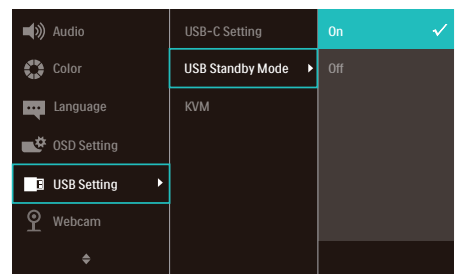 Audio
Color
Language
OSD Setting
USB Setting
Webcam
USB-C Setting
USB Standby Mode
KVM
On
Off